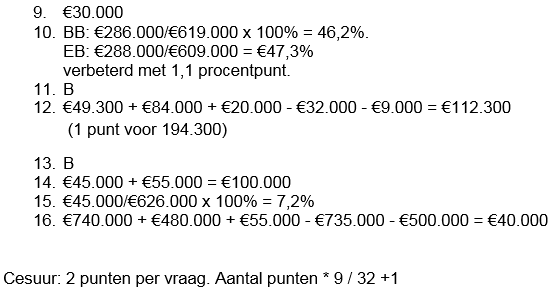 9. €30.000
10. BB: €286.000/€619.000 x 100% = 46,2%.
EB: €288.000/€609.000 = €47,3%
verbeterd met 1,1 procentpunt.
11. B
12. €49.300 + €84.000 + €20.000 - €32.000 - €9.000 = €112.300
(1 punt voor 194.300)
13. B
14. €45.000 + €55.000 = €100.000
15. €45.000/€626.000 x 100% = 7,2%
16. €740.000 + €480.000 + €55.000 - €735.000 - €500.000 = €40.000
Cesuur: 2 punten per vraag. Aantal punten * 9 / 32 +1